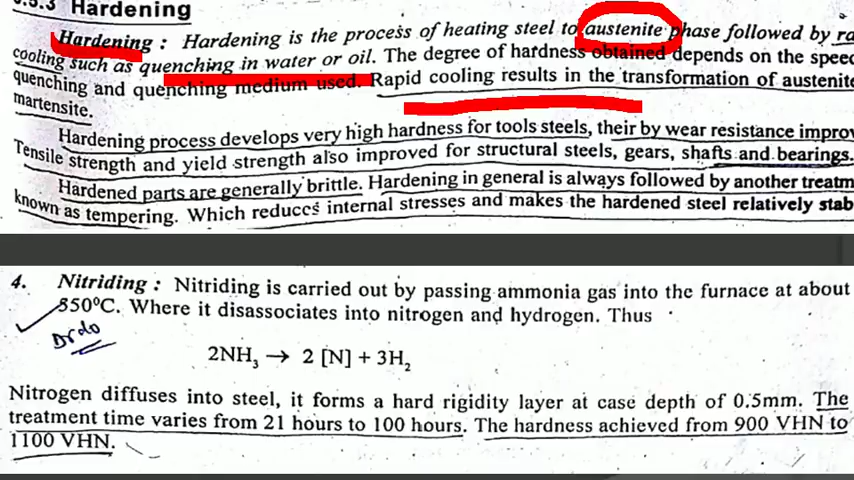 5.5.3 Hardening
Hardening : Hardening is the process of heating steel to austenite phase followed by ra
cooling such as quenching in water or oil. The degree of hardness obtained depends on the speed
quenching and quenching medium used. Rapid cooling results in the transformation of austenite
martensite.
Hardening process develops very high hardness for tools steels, their by wear resistance improv
Tensile strength and yield strength also improved for structural steels, gears, shafts and bearings.
Hardened parts are generally brittle. Hardening in general is always followed by another treatm
known as tempering. Which reduces internal stresses and makes the hardened steel relatively stab
4. Nitriding : Nitriding is carried out by passing ammonia gas into the furnace at about
550°C. Where it disassociates into nitrogen and hydrogen. Thus
Drdo
2NH₃ → 2 [N] + 3H₂
Nitrogen diffuses into steel, it forms a hard rigidity layer at case depth of 0.5mm. The
treatment time varies from 21 hours to 100 hours. The hardness achieved from 900 VHN to
1100 VHN.